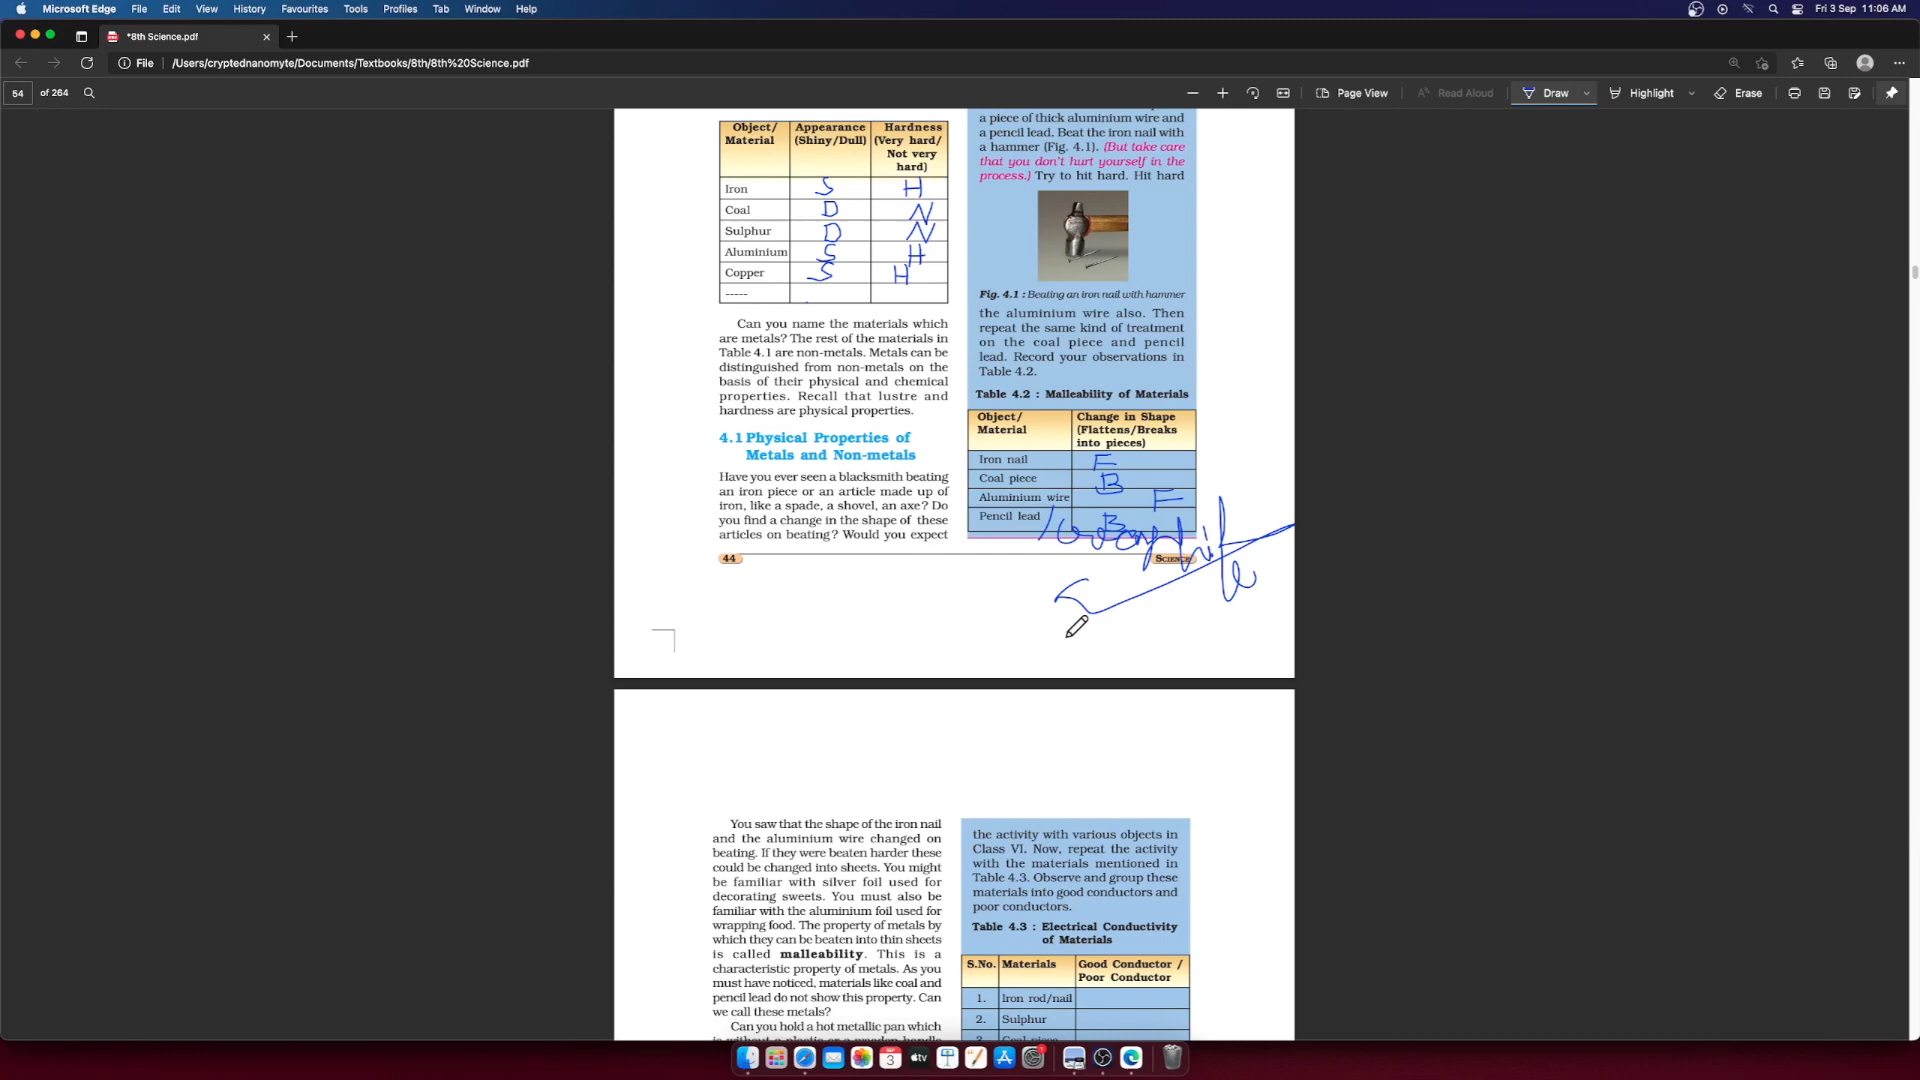 Microsoft Edge File Edit View History Favourites Tools Profiles Tab Window Help
Fri 3 Sep 11:06 AM
*8th Science.pdf
File /Users/cryptednanomyte/Documents/Textbooks/8th/8th%20Science.pdf
54 of 264
Page View
Read Aloud
Draw
Highlight
Erase
Object/ Appearance Hardness
Material (Shiny/Dull) (Very hard/
Not very
hard)
Iron S H
Coal D N
Sulphur D N
Aluminium S H
Copper S H
-----
Can you name the materials which
are metals? The rest of the materials in
Table 4.1 are non-metals. Metals can be
distinguished from non-metals on the
basis of their physical and chemical
properties. Recall that lustre and
hardness are physical properties.
4.1 Physical Properties of
Metals and Non-metals
Have you ever seen a blacksmith beating
an iron piece or an article made up of
iron, like a spade, a shovel, an axe? Do
you find a change in the shape of these
articles on beating? Would you expect
44
a piece of thick aluminium wire and
a pencil lead. Beat the iron nail with
a hammer (Fig. 4.1). (But take care
that you don't hurt yourself in the
process.) Try to hit hard. Hit hard
Fig. 4.1 : Beating an iron nail with hammer
the aluminium wire also. Then
repeat the same kind of treatment
on the coal piece and pencil
lead. Record your observations in
Table 4.2.
Table 4.2 : Malleability of Materials
Object/ Change in Shape
Material (Flattens/Breaks
into pieces)
Iron nail F
Coal piece B
Aluminium wire F
Pencil lead B
SCIENCE
You saw that the shape of the iron nail
and the aluminium wire changed on
beating. If they were beaten harder these
could be changed into sheets. You might
be familiar with silver foil used for
decorating sweets. You must also be
familiar with the aluminium foil used for
wrapping food. The property of metals by
which they can be beaten into thin sheets
is called malleability. This is a
characteristic property of metals. As you
must have noticed, materials like coal and
pencil lead do not show this property. Can
we call these metals?
Can you hold a hot metallic pan which
is without a plastic or a wooden handle
the activity with various objects in
Class VI. Now, repeat the activity
with the materials mentioned in
Table 4.3. Observe and group these
materials into good conductors and
poor conductors.
Table 4.3 : Electrical Conductivity
of Materials
S.No. Materials Good Conductor /
Poor Conductor
1. Iron rod/nail
2. Sulphur
3. Coal piece